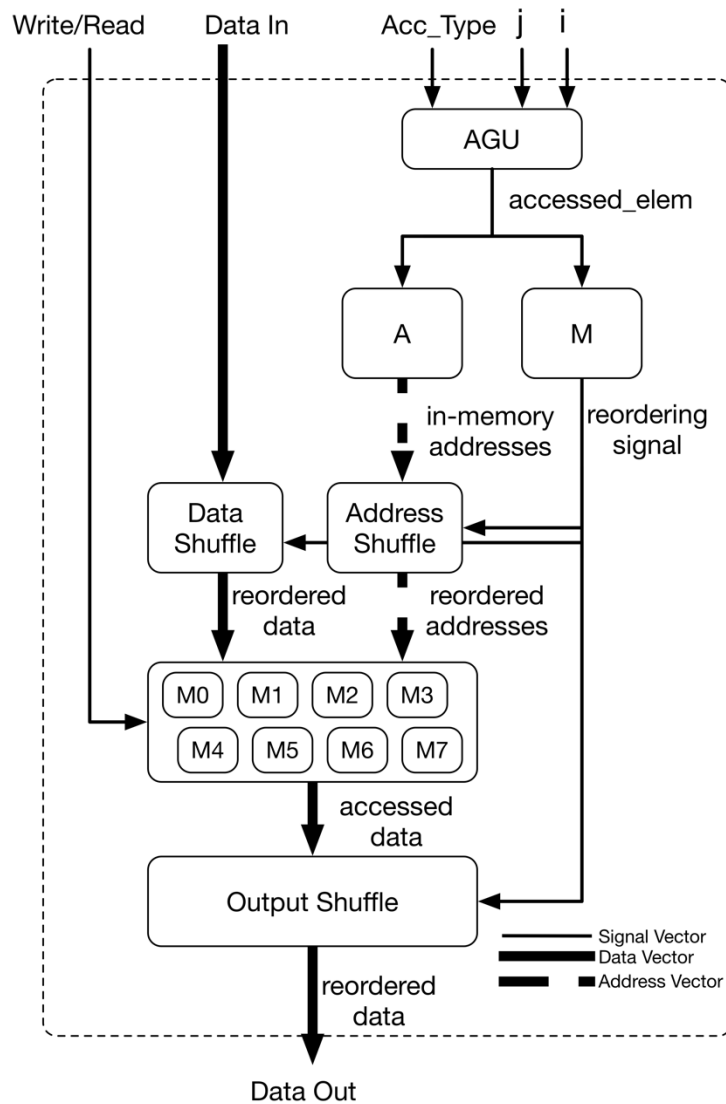 Write/Read
Data In
Acc_Type
j
i
AGU
accessed_elem
A
M
in-memory
addresses
reordering
signal
Data
Shuffle
Address
Shuffle
reordered
data
reordered
addresses
M0
M1
M2
M3
M4
M5
M6
M7
accessed
data
Output Shuffle
Signal Vector
Data Vector
Address Vector
reordered
data
Data Out